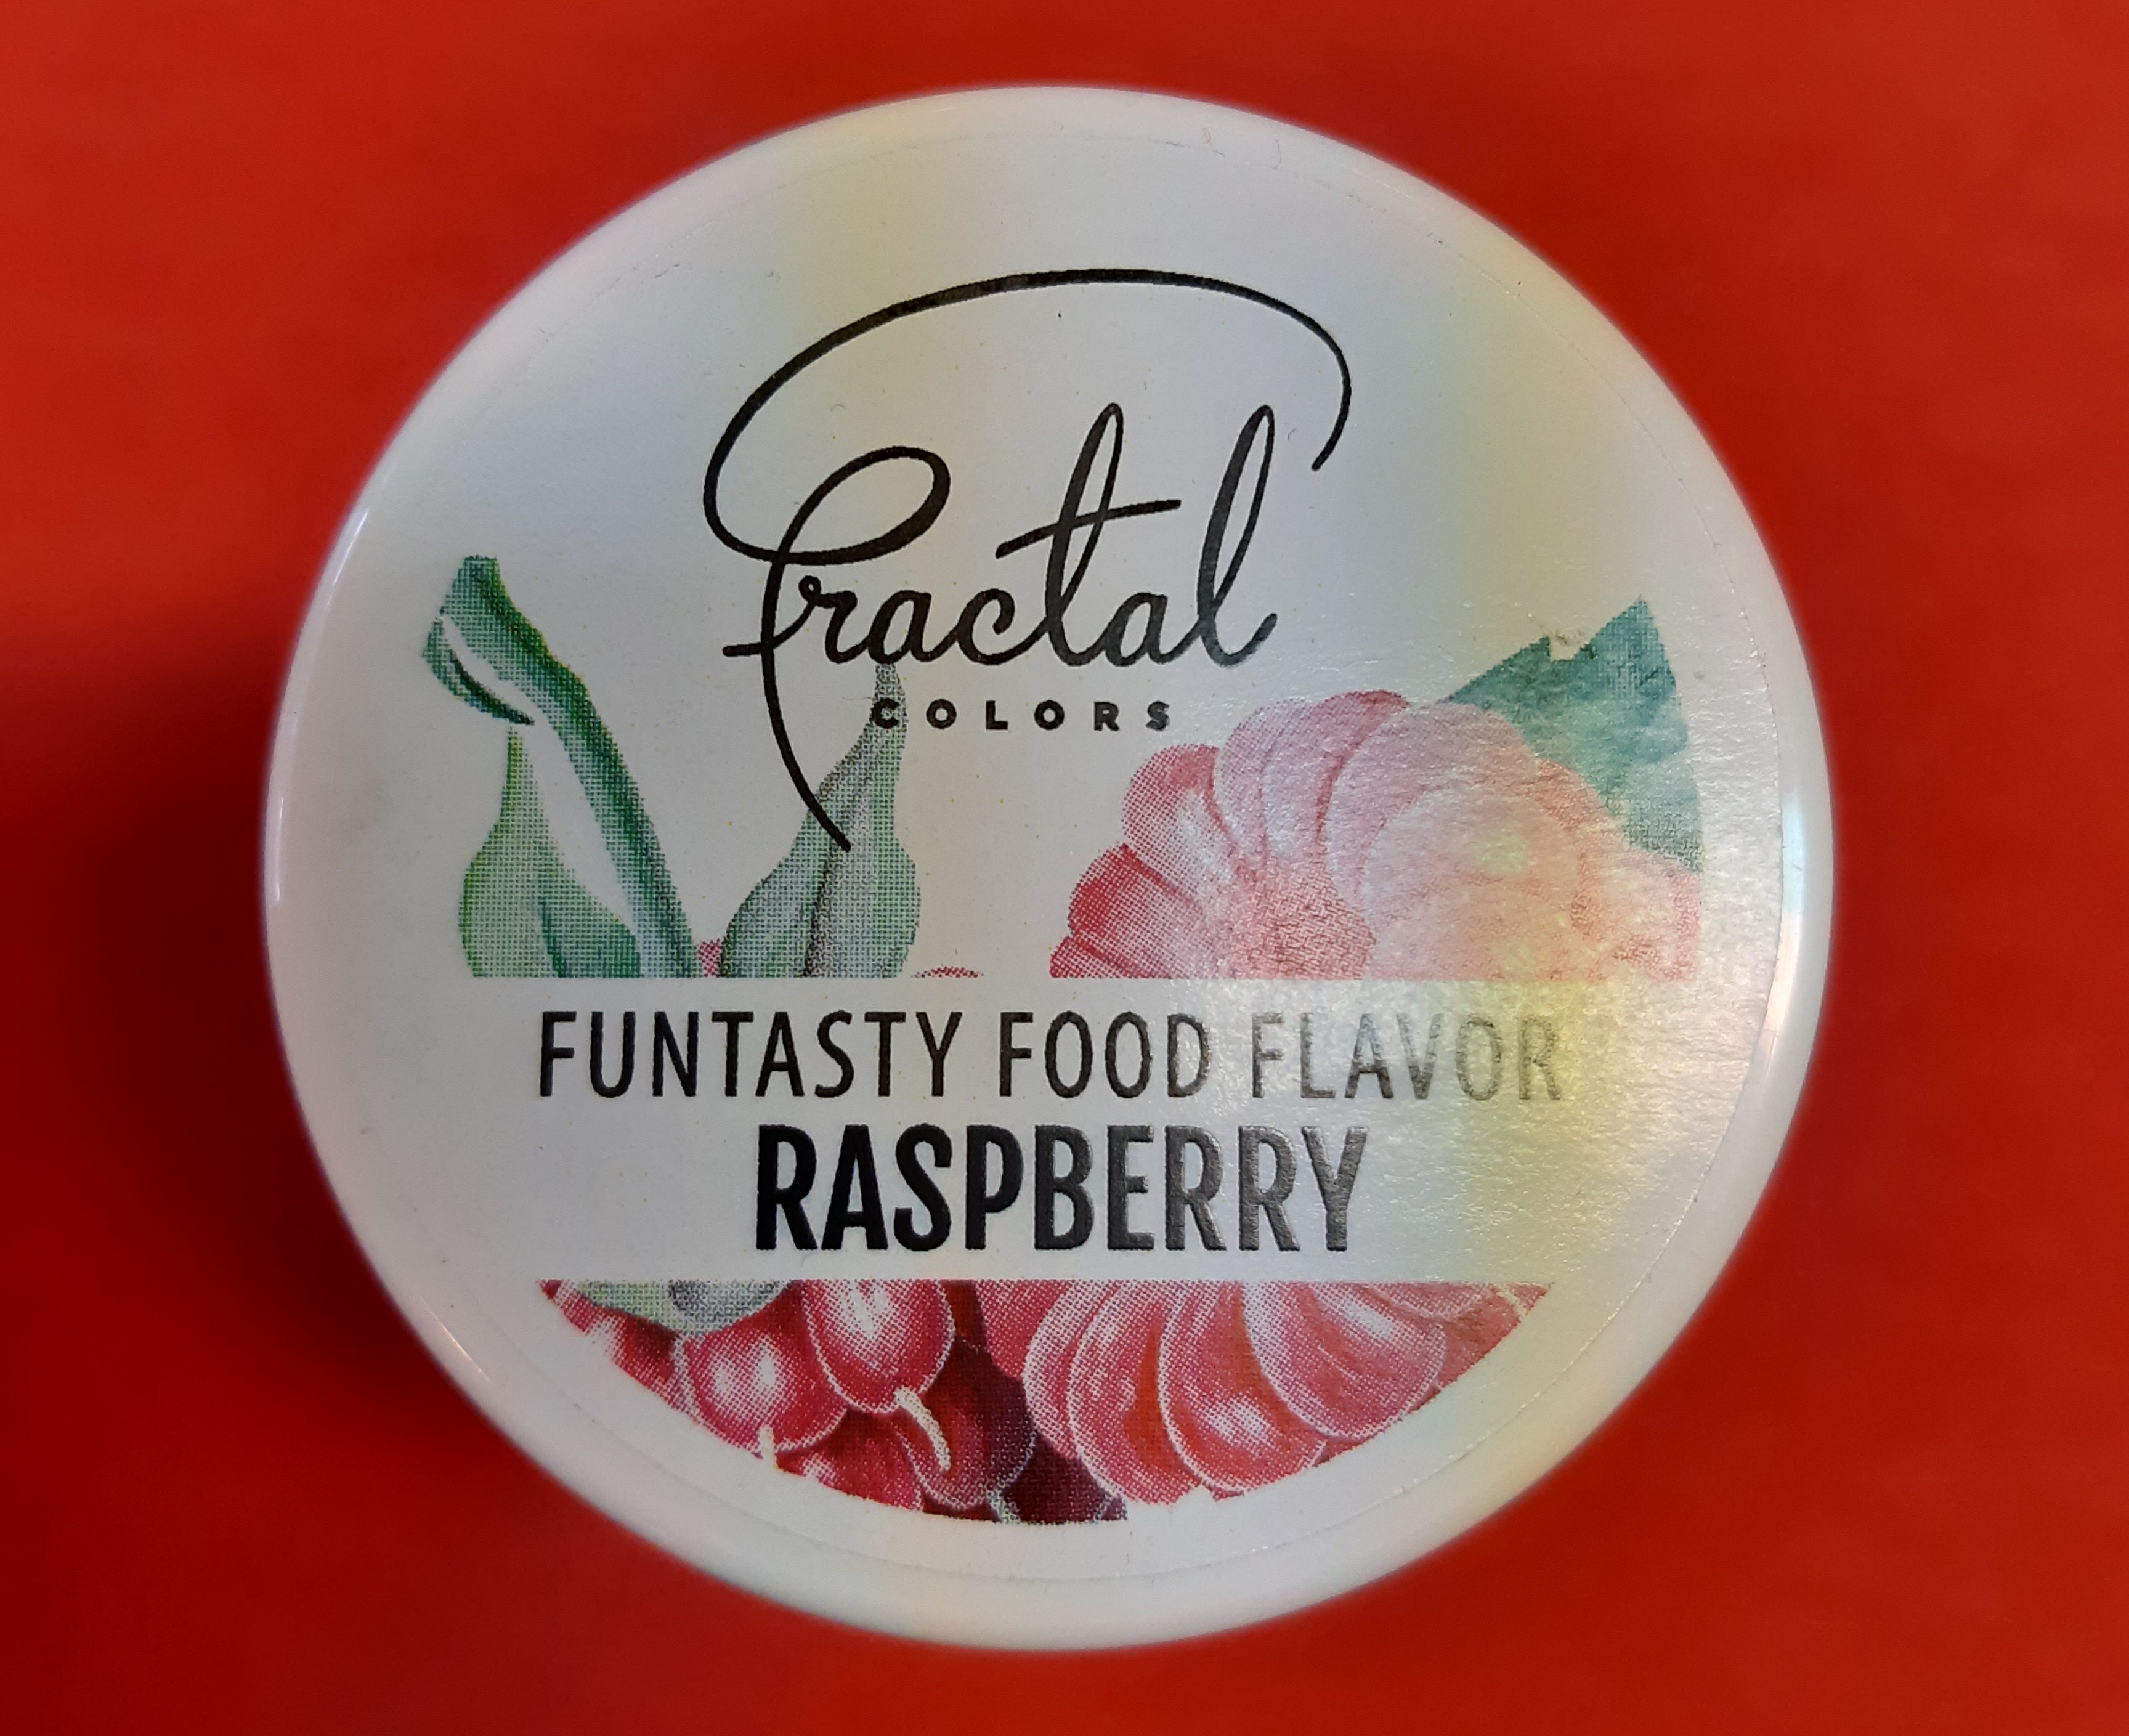 Fractal
COLORS
FUNTASTY FOOD FLAVOR
RASPBERRY